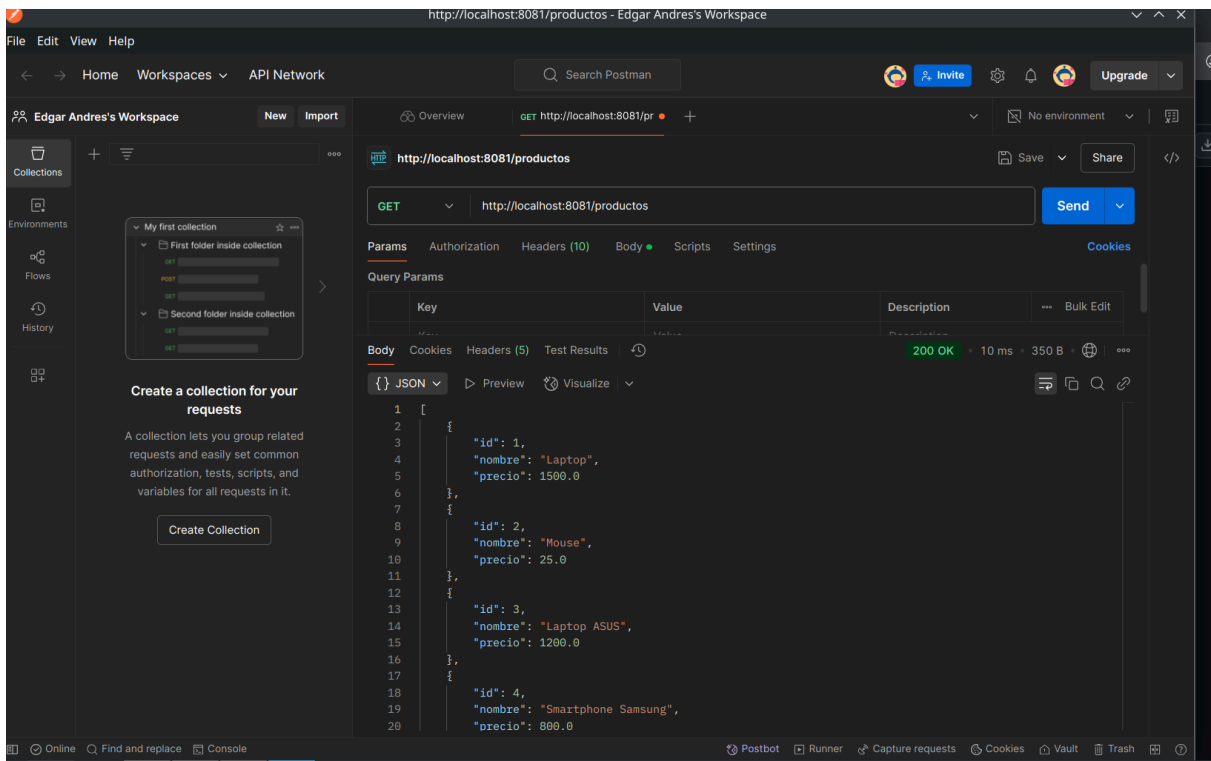 http://localhost:8081/productos - Edgar Andres's Workspace
File Edit View Help
Home Workspaces API Network
Search Postman
Invite
Upgrade
Edgar Andres's Workspace
New Import
Overview
GET http://localhost:8081/pr
No environment
Collections
Environments
Flows
History
My first collection
First folder inside collection
GET
POST
GET
Second folder inside collection
GET
GET
Create a collection for your
requests
A collection lets you group related
requests and easily set common
authorization, tests, scripts, and
variables for all requests in it.
Create Collection
HTTP http://localhost:8081/productos
Save Share
GET http://localhost:8081/productos
Send
Params Authorization Headers (10) Body Scripts Settings
Cookies
Query Params
Key Value Description Bulk Edit
Body Cookies Headers (5) Test Results
200 OK 10 ms 350 B
{} JSON Preview Visualize
1 [
2 {
3 "id": 1,
4 "nombre": "Laptop",
5 "precio": 1500.0
6 },
7 {
8 "id": 2,
9 "nombre": "Mouse",
10 "precio": 25.0
11 },
12 {
13 "id": 3,
14 "nombre": "Laptop ASUS",
15 "precio": 1200.0
16 },
17 {
18 "id": 4,
19 "nombre": "Smartphone Samsung",
20 "precio": 800.0
Online Find and replace Console
Postbot Runner Capture requests Cookies Vault Trash